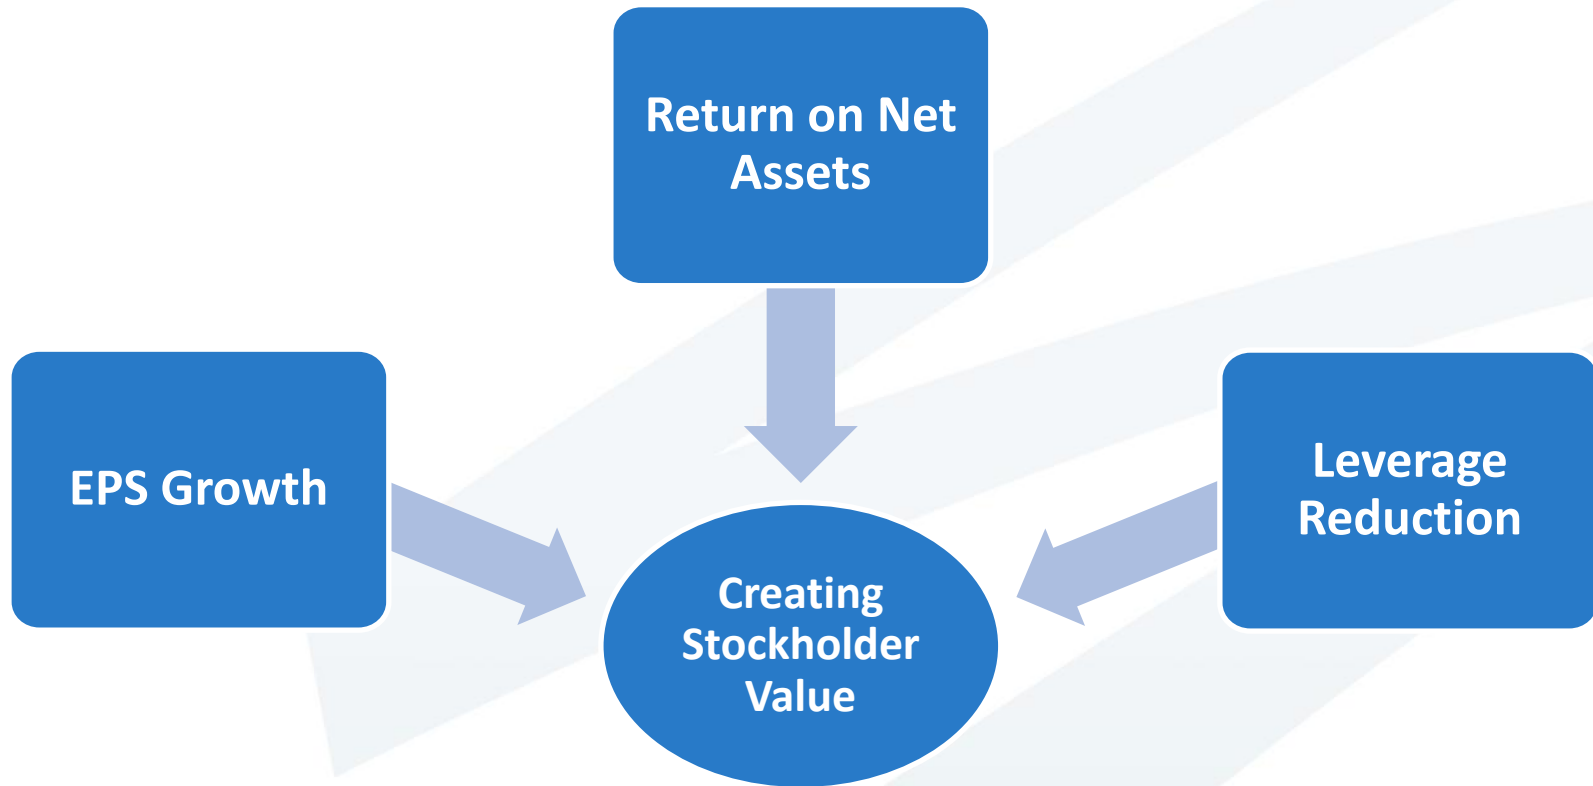 Return on Net
Assets
EPS Growth
Leverage
Reduction
Creating
Stockholder
Value